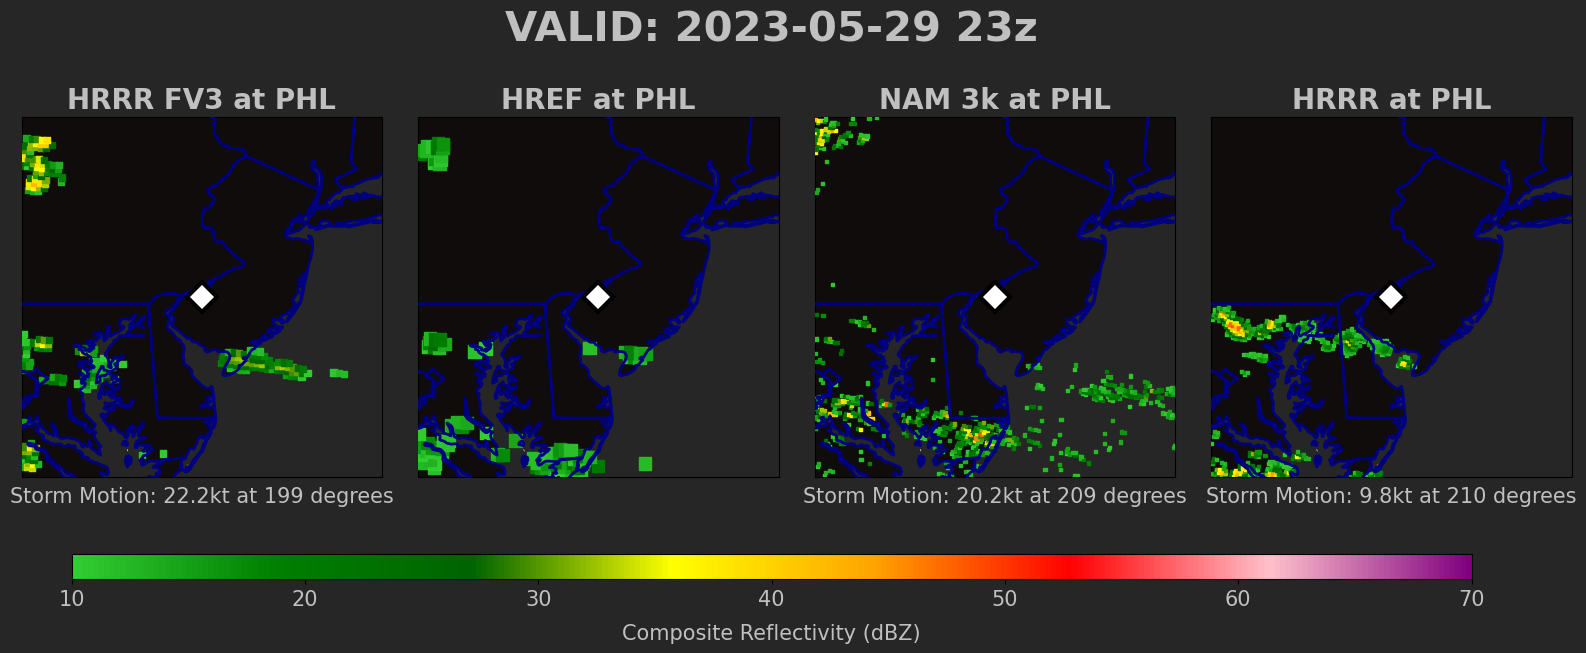 VALID: 2023-05-29 23z
HRRR FV3 at PHL
HREF at PHL
NAM 3k at PHL
HRRR at PHL
Storm Motion: 22.2kt at 199 degrees
Storm Motion: 20.2kt at 209 degrees
Storm Motion: 9.8kt at 210 degrees
10 20 30 40 50 60 70
Composite Reflectivity (dBZ)